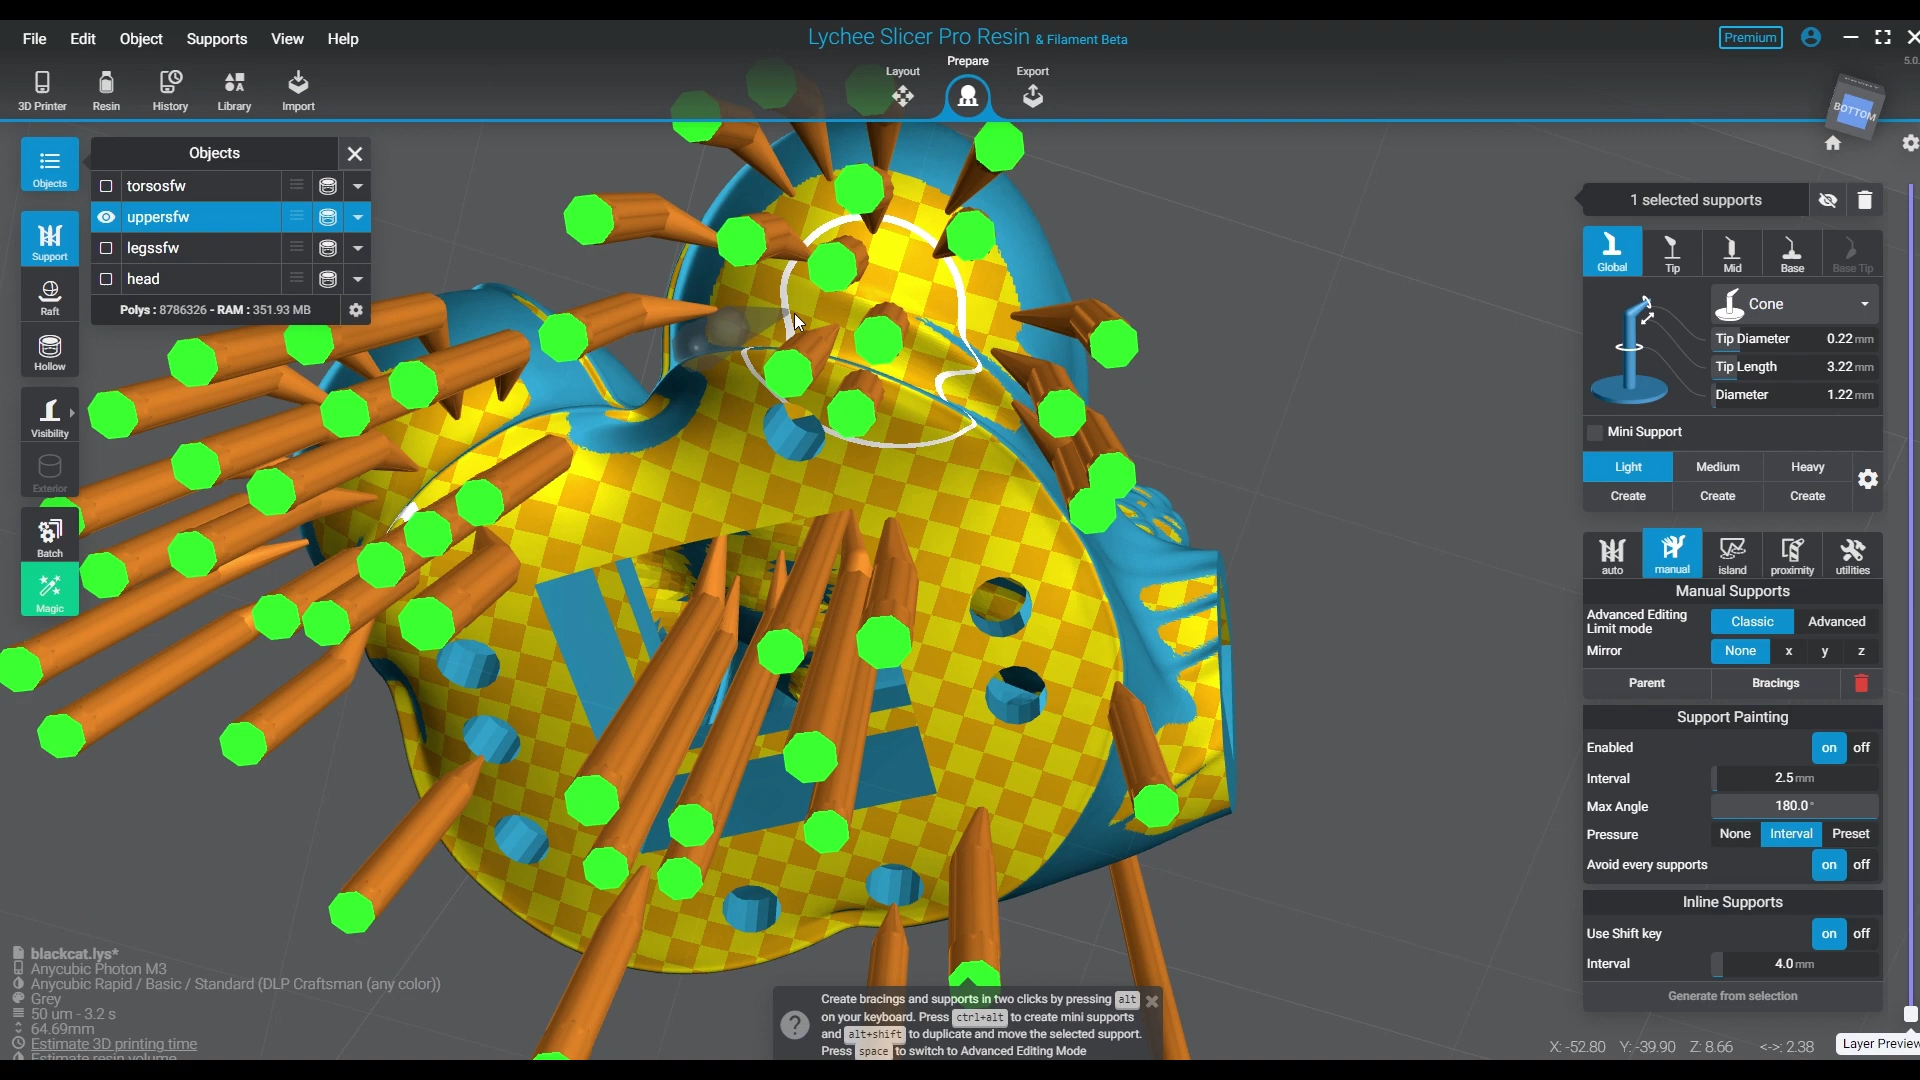 File Edit Object Supports View Help
Lychee Slicer Pro Resin & Filament Beta
Premium
5.0.
3D Printer Resin History Library Import
Layout Prepare Export
BOTTOM
Objects
Objects
torsosfw
uppersfw
legssfw
head
Polys : 8786326 - RAM : 351.93 MB
Support
Raft
Hollow
Visibility
Exterior
Batch
Magic
1 selected supports
Global Tip Mid Base Base Tip
Cone
Tip Diameter 0.22 mm
Tip Length 3.22 mm
Diameter 1.22 mm
Mini Support
Light Medium Heavy
Create Create Create
auto manual island proximity utilities
Manual Supports
Advanced Editing
Limit mode
Classic Advanced
Mirror None x y z
Parent Bracings
Support Painting
Enabled on off
Interval 2.5 mm
Max Angle 180.0 °
Pressure None Interval Preset
Avoid every supports on off
Inline Supports
Use Shift key on off
Interval 4.0 mm
Generate from selection
blackcat.lys*
Anycubic Photon M3
Anycubic Rapid / Basic / Standard (DLP Craftsman (any color))
Grey
50 um - 3.2 s
64.69mm
Estimate 3D printing time
Estimate resin volume
Create bracings and supports in two clicks by pressing alt
on your keyboard. Press ctrl+alt to create mini supports
and alt+shift to duplicate and move the selected support.
Press space to switch to Advanced Editing Mode
X: -52.80 Y: -39.90 Z: 8.66 <->: 2.38
Layer Preview